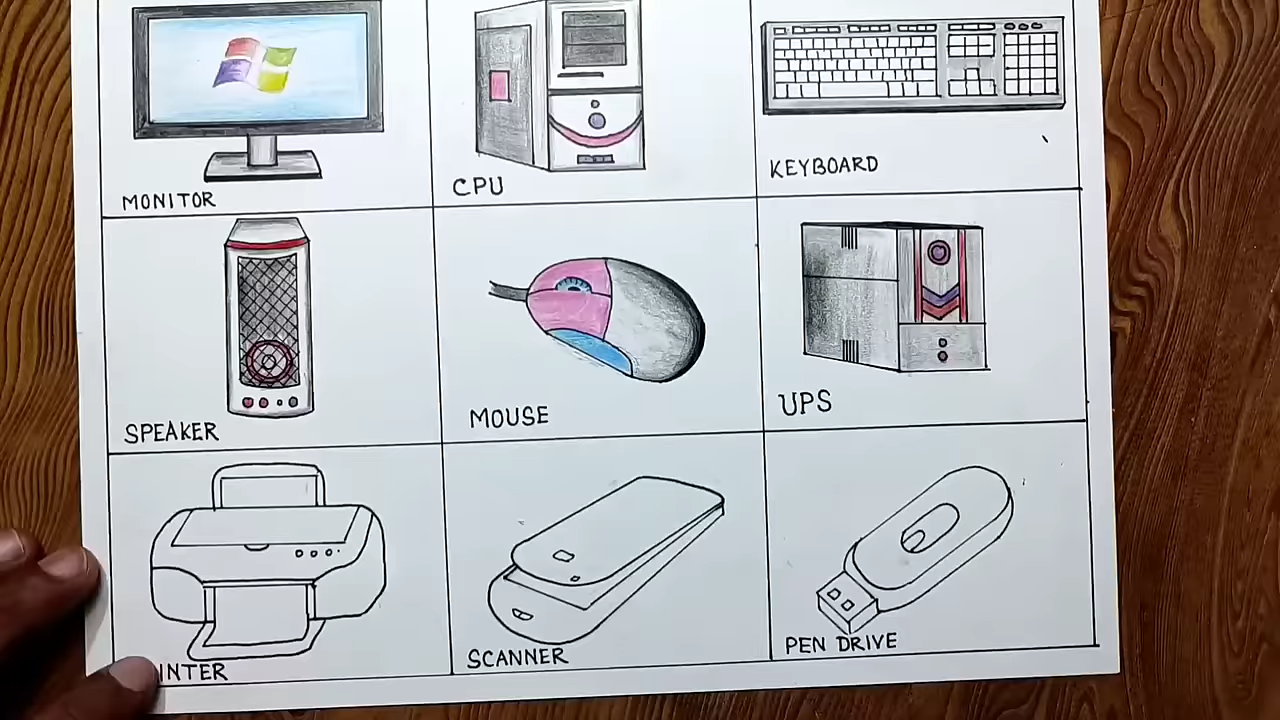 MONITOR
CPU
KEYBOARD
SPEAKER
MOUSE
UPS
INTER
SCANNER
PEN DRIVE